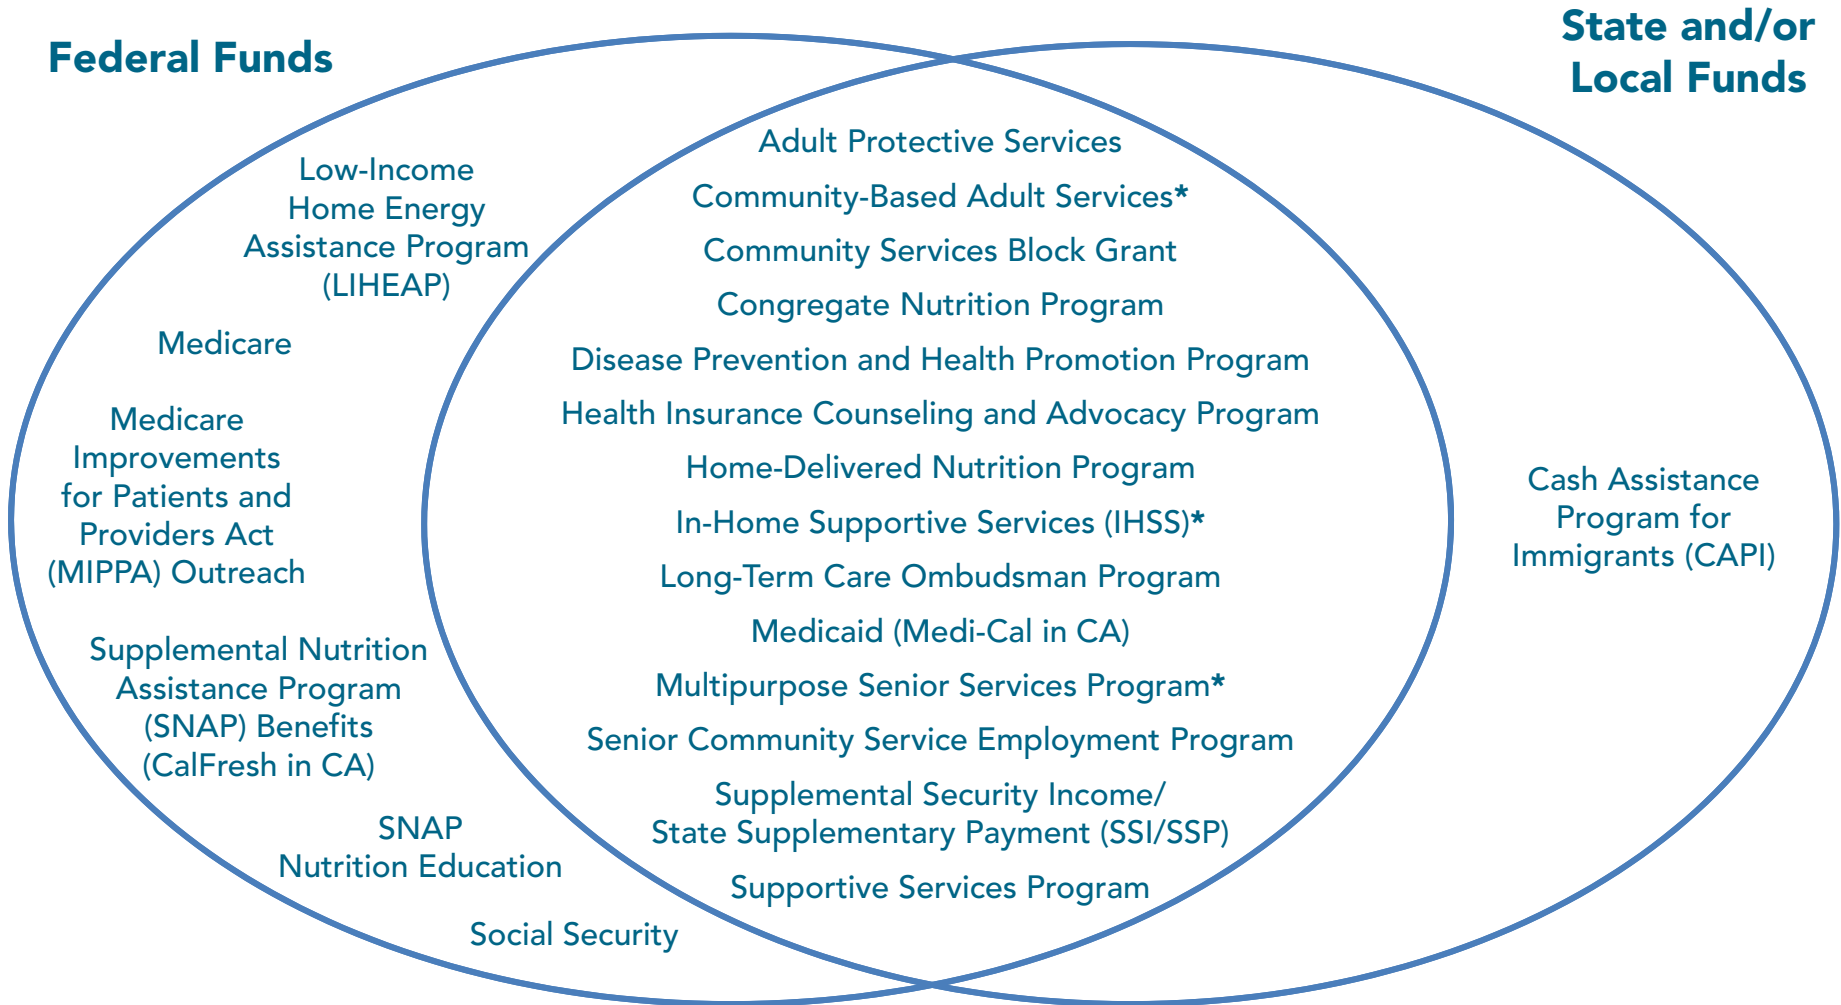 Federal Funds
State and/or
Local Funds
Low-Income
Home Energy
Assistance Program
(LIHEAP)
Medicare
Medicare
Improvements
for Patients and
Providers Act
(MIPPA) Outreach
Supplemental Nutrition
Assistance Program
(SNAP) Benefits
(CalFresh in CA)
SNAP
Nutrition Education
Social Security
Adult Protective Services
Community-Based Adult Services*
Community Services Block Grant
Congregate Nutrition Program
Disease Prevention and Health Promotion Program
Health Insurance Counseling and Advocacy Program
Home-Delivered Nutrition Program
In-Home Supportive Services (IHSS)*
Long-Term Care Ombudsman Program
Medicaid (Medi-Cal in CA)
Multipurpose Senior Services Program*
Senior Community Service Employment Program
Supplemental Security Income/
State Supplementary Payment (SSI/SSP)
Supportive Services Program
Cash Assistance
Program for
Immigrants (CAPI)